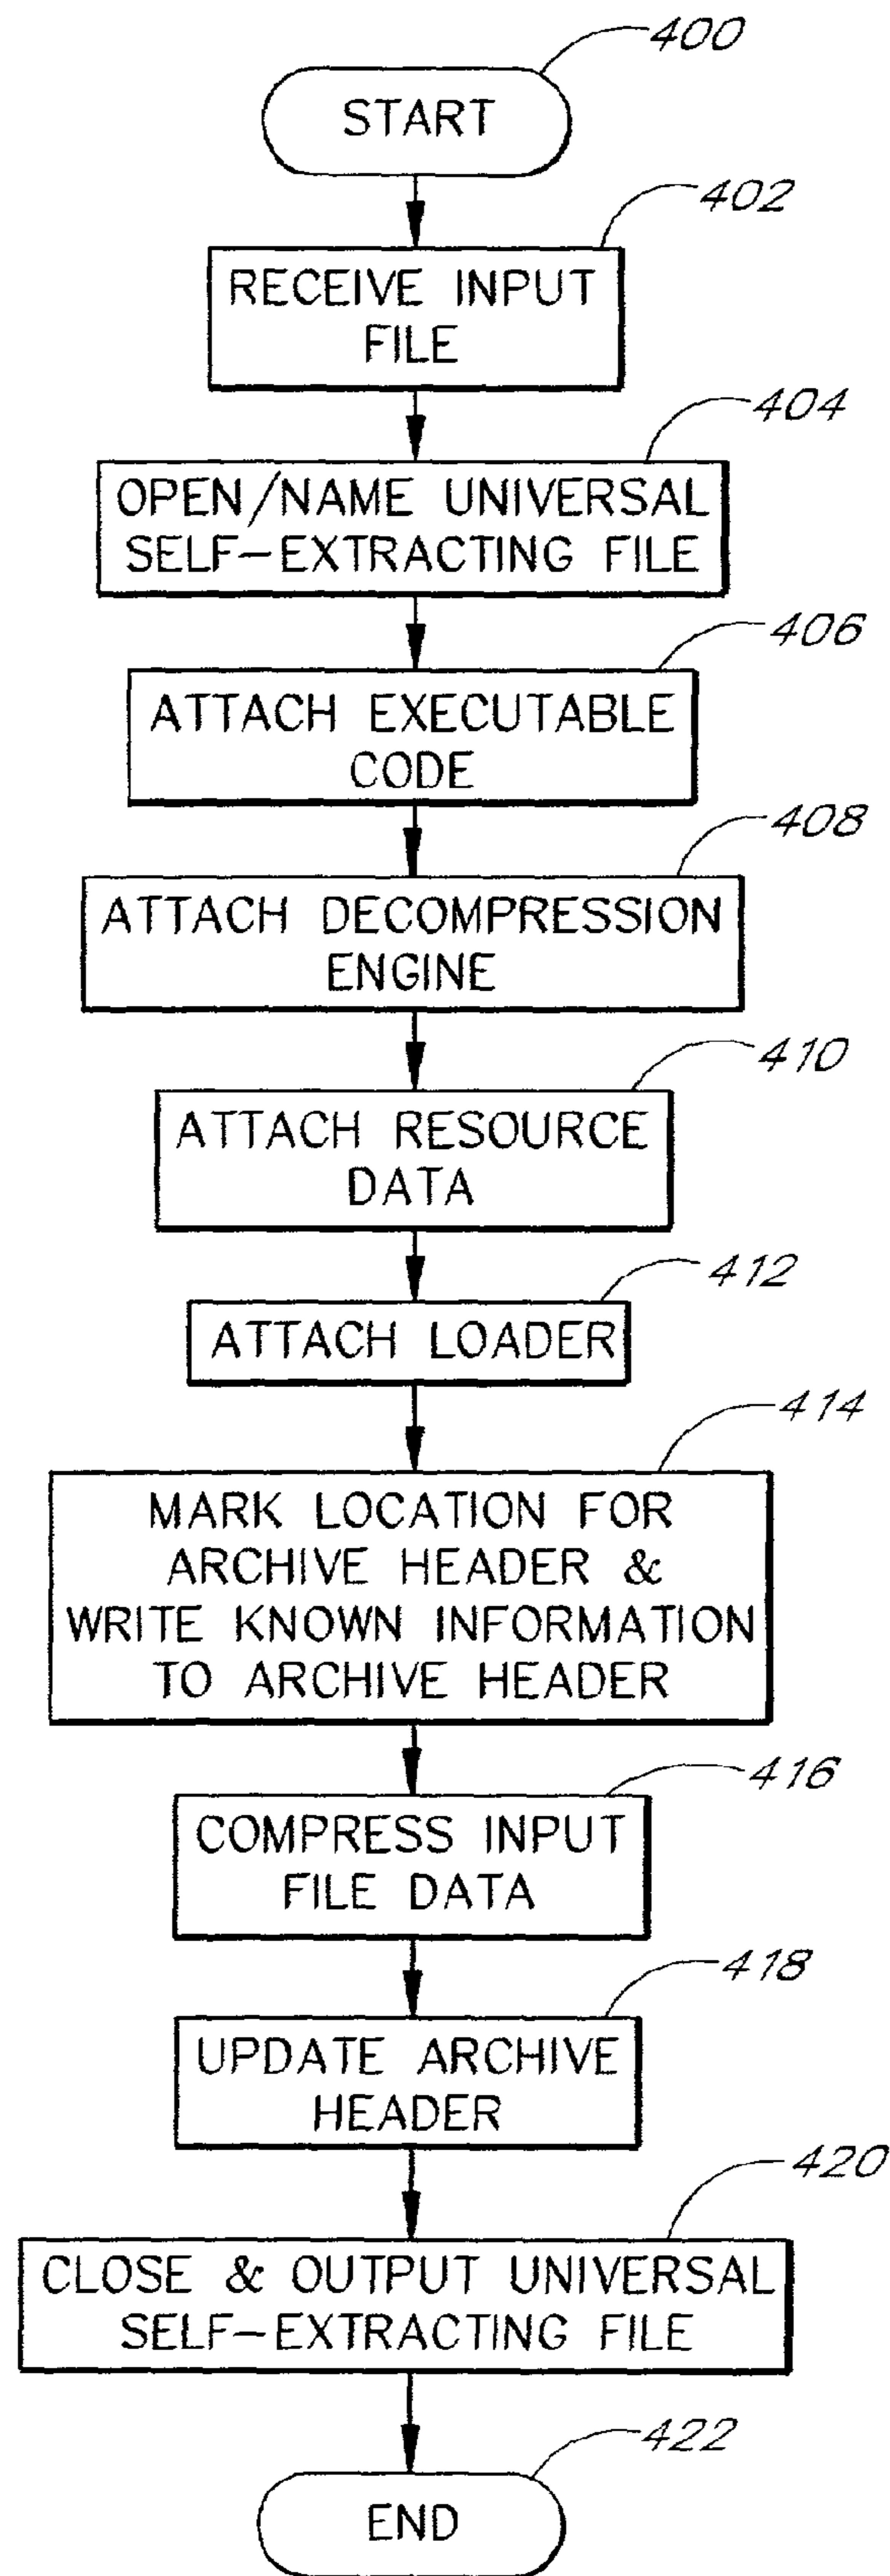 400
START
402
RECEIVE INPUT
FILE
404
OPEN/NAME UNIVERSAL
SELF-EXTRACTING FILE
406
ATTACH EXECUTABLE
CODE
408
ATTACH DECOMPRESSION
ENGINE
410
ATTACH RESOURCE
DATA
412
ATTACH LOADER
414
MARK LOCATION FOR
ARCHIVE HEADER &
WRITE KNOWN INFORMATION
TO ARCHIVE HEADER
416
COMPRESS INPUT
FILE DATA
418
UPDATE ARCHIVE
HEADER
420
CLOSE & OUTPUT UNIVERSAL
SELF-EXTRACTING FILE
422
END